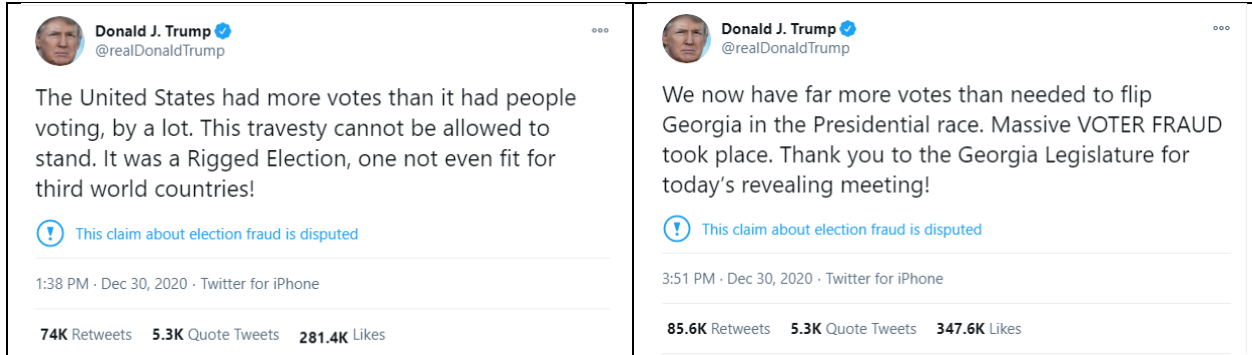 Donald J. Trump
@realDonaldTrump
The United States had more votes than it had people
voting, by a lot. This travesty cannot be allowed to
stand. It was a Rigged Election, one not even fit for
third world countries!
This claim about election fraud is disputed
1:38 PM · Dec 30, 2020 · Twitter for iPhone
74K Retweets 5.3K Quote Tweets 281.4K Likes
Donald J. Trump
@realDonaldTrump
We now have far more votes than needed to flip
Georgia in the Presidential race. Massive VOTER FRAUD
took place. Thank you to the Georgia Legislature for
today’s revealing meeting!
This claim about election fraud is disputed
3:51 PM · Dec 30, 2020 · Twitter for iPhone
85.6K Retweets 5.3K Quote Tweets 347.6K Likes